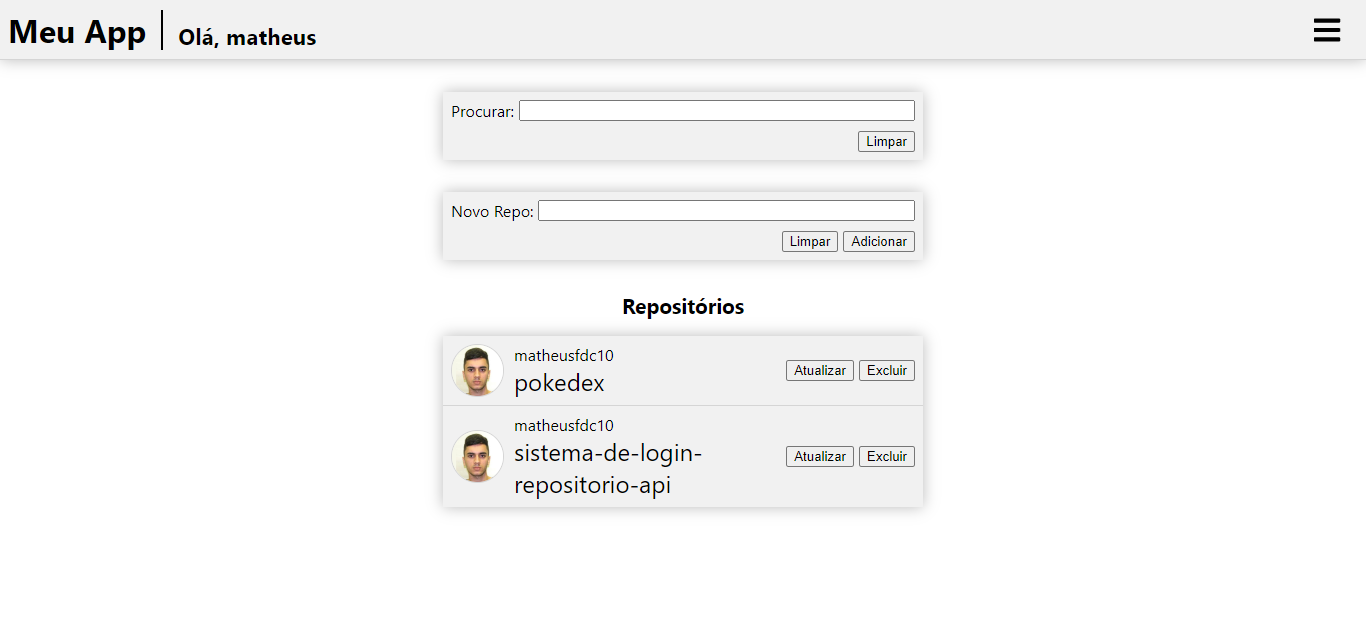 Meu App
Olá, matheus
Procurar:
Limpar
Novo Repo:
Limpar Adicionar
Repositórios
matheusfdc10
pokedex
Atualizar Excluir
matheusfdc10
sistema-de-login-
repositorio-api
Atualizar Excluir